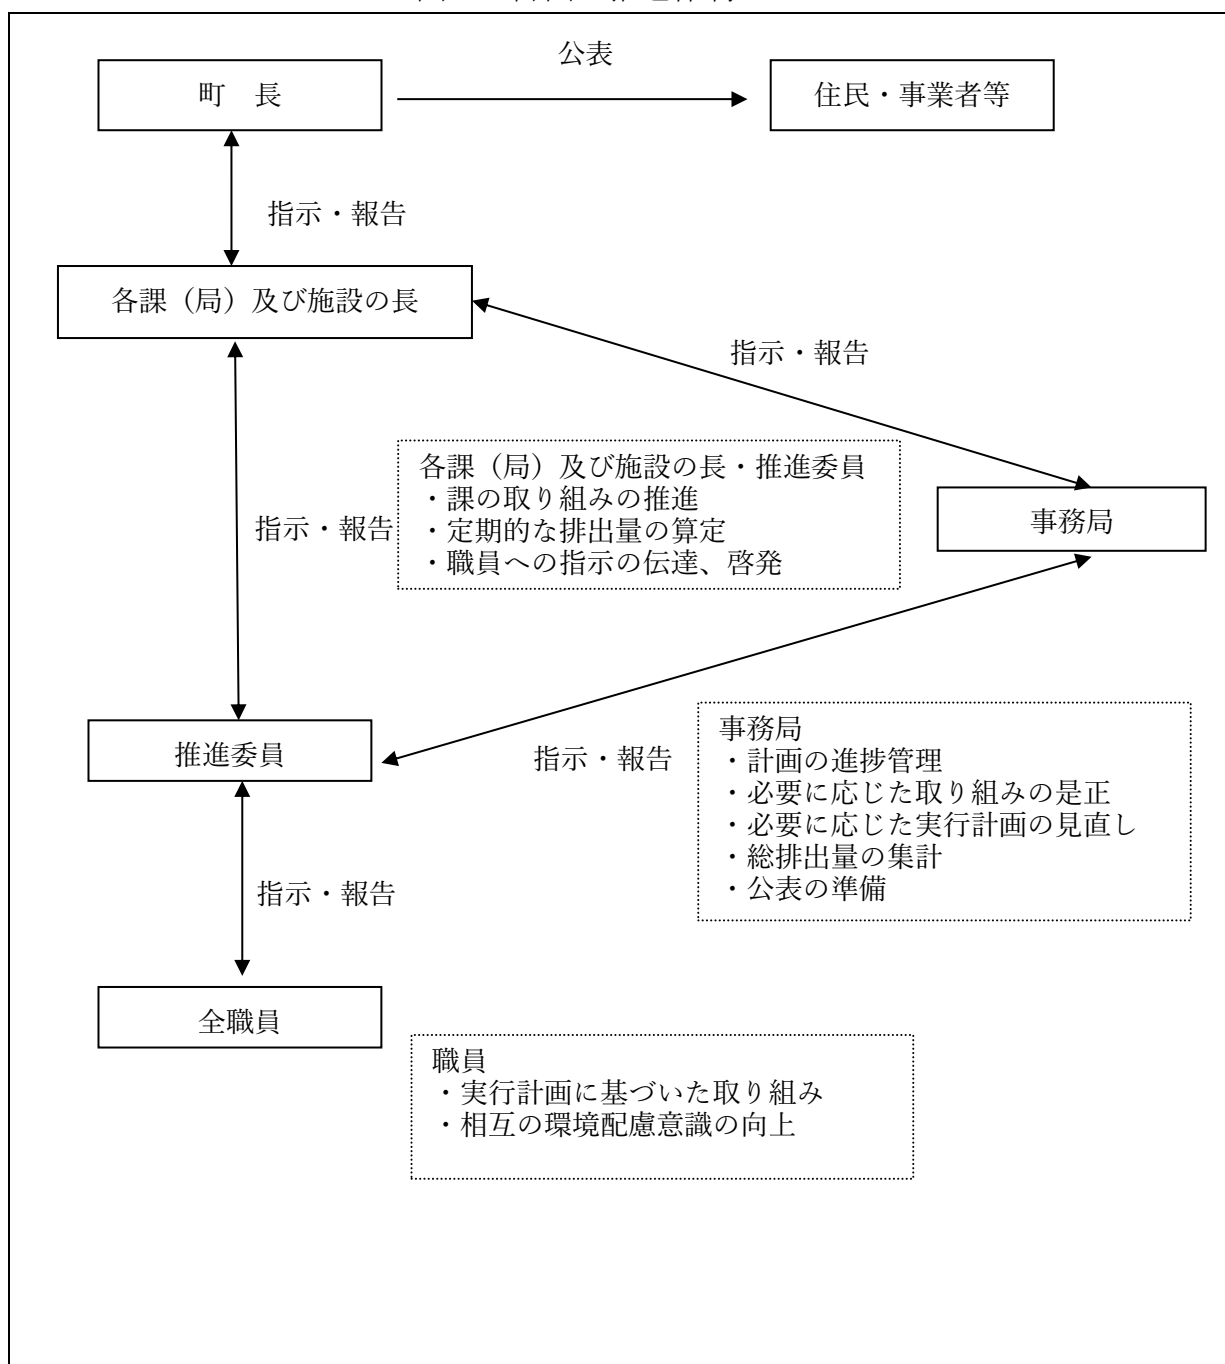 公表
町　長
住民・事業者等
指示・報告
各課（局）及び施設の長
指示・報告
各課（局）及び施設の長・推進委員
・課の取り組みの推進
・定期的な排出量の算定
・職員への指示の伝達、啓発
指示・報告
事務局
推進委員
指示・報告
事務局
・計画の進捗管理
・必要に応じた取り組みの是正
・必要に応じた実行計画の見直し
・総排出量の集計
・公表の準備
指示・報告
全職員
職員
・実行計画に基づいた取り組み
・相互の環境配慮意識の向上